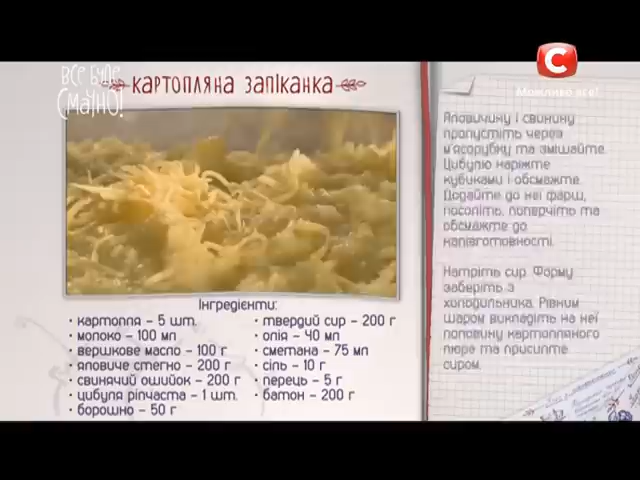 ВСЕ БУДЕ
СМАЧНО!
КАРТОПЛЯНА ЗАПІКАНКА
С
Можливо все!
Інгредієнти:
• картопля – 5 шт.
• молоко – 100 мл
• вершкове масло – 100 г
• яловиче стегно – 200 г
• свинячий ошийок – 200 г
• цибуля ріпчаста – 1 шт.
• борошно – 50 г
• твердий сир – 200 г
• олія – 40 мл
• сметана – 75 мл
• сіль – 10 г
• перець – 5 г
• батон – 200 г
Яловичину і свинину
пропустіть через
м'ясорубку та змішайте.
Цибулю наріжте
кубиками і обсмажте.
Додайте до неї фарш,
посоліть, поперчіть та
обсмажте до
напівготовності.
Натріть сир. Форму
заберіть з
холодильника. Рівним
шаром викладіть на неї
половину картопляного
пюре та присипте
сиром.